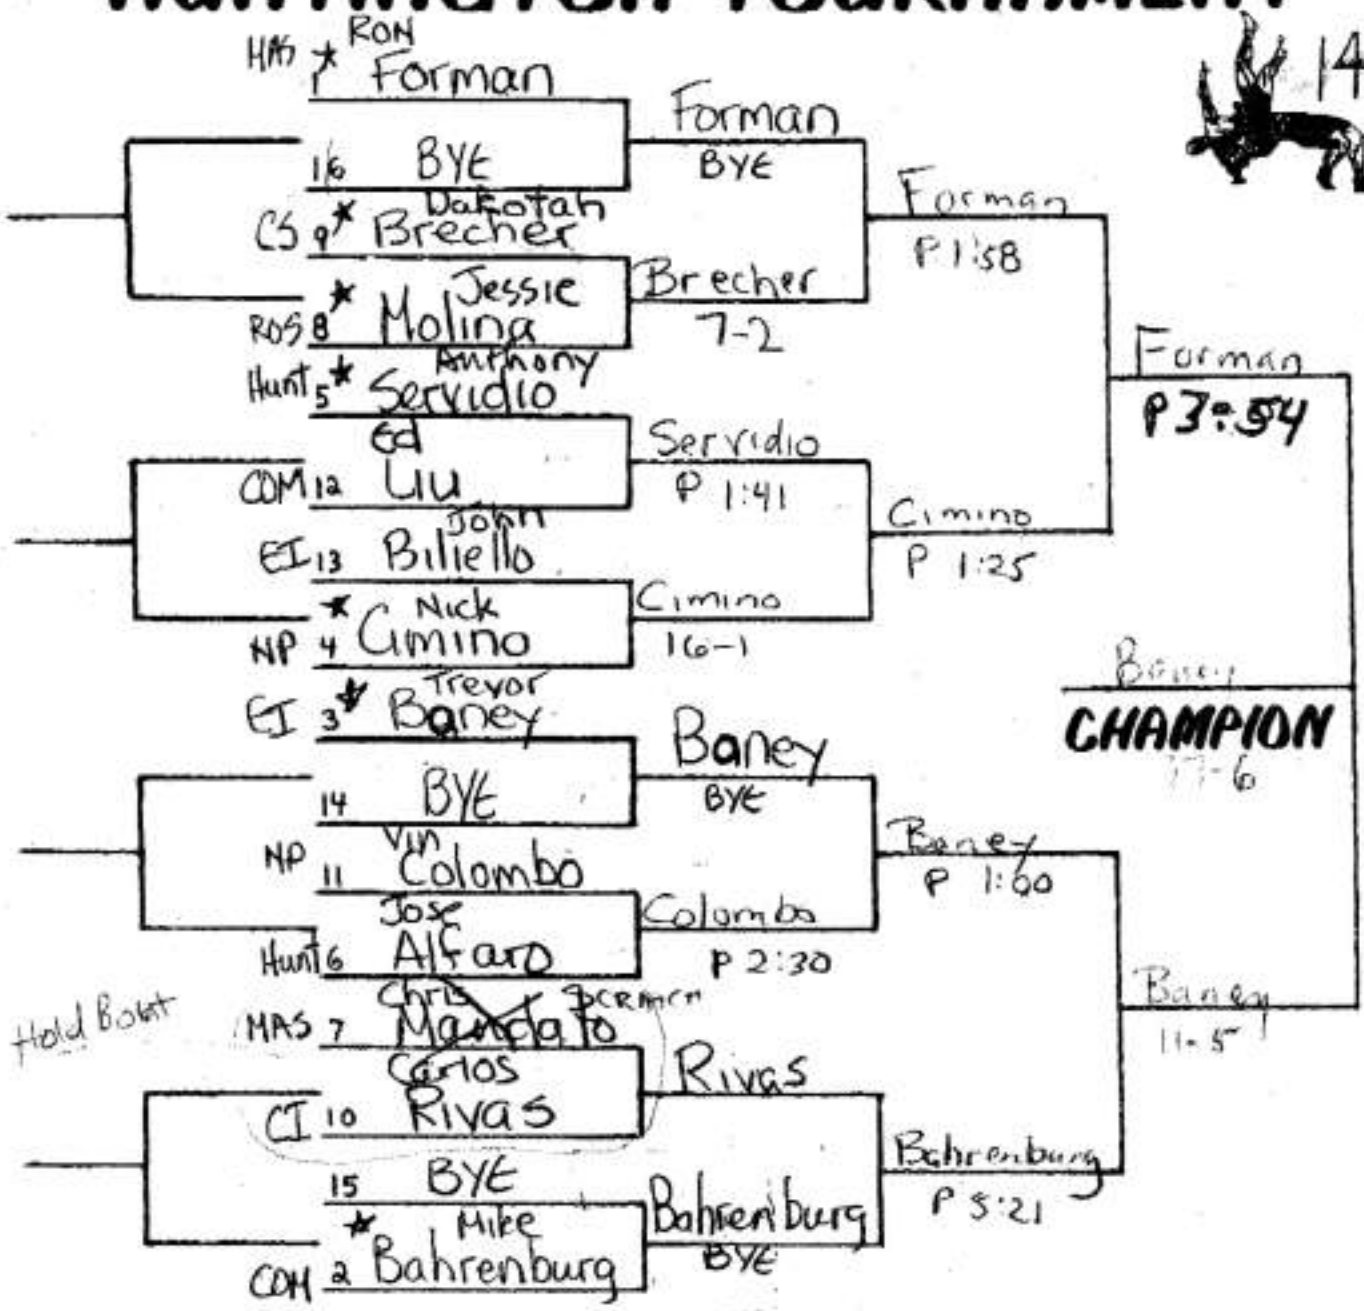 HUNTINGTON TOURNAMENT
14
RON
HAS * 1 Forman
16 BYE
Dakotah
CS 9 * Brecher
Jessie
ROS 8 * Molina
Anthony
Hunt 5 * Servidio
Ed
COM 12 Liu
John
EI 13 Biliello
Nick
NP 4 * Cimino
Trevor
EI 3 * Baney
14 BYE
Vin
NP 11 Colombo
Jose
Hunt 6 Alfaro
Chris
MAS 7 Mandato
Hold Bout
Carlos
CI 10 Rivas
15 BYE
Mike
COM 2 * Bahrenburg
Forman
BYE
Brecher
7-2
Servidio
P 1:41
Cimino
16-1
Baney
BYE
Colombo
P 2:30
Rivas
Bahrenburg
BYE
Forman
P 1:58
Cimino
P 1:25
Baney
P 1:00
Bahrenburg
P 5:21
Forman
P 3:54
Baney
11-5
Baney
CHAMPION